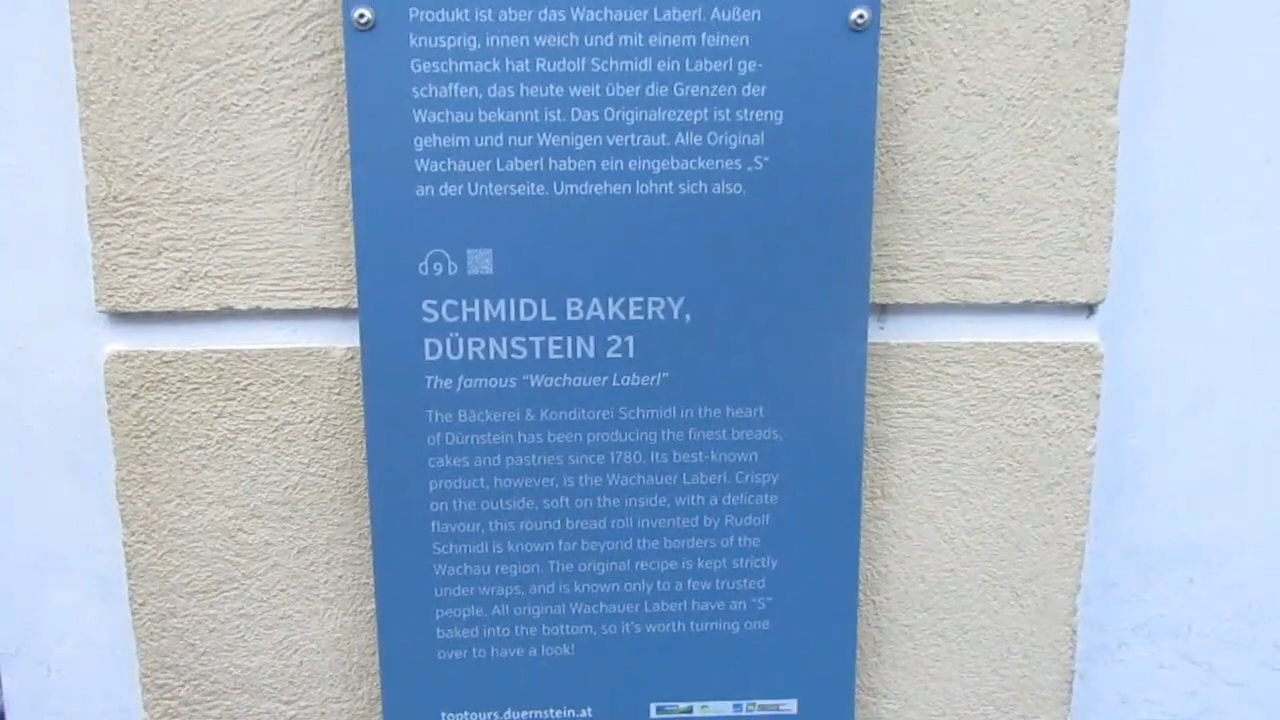 Produkt ist aber das Wachauer Laberl. Außen
knusprig, innen weich und mit einem feinen
Geschmack hat Rudolf Schmidl ein Laberl ge-
schaffen, das heute weit über die Grenzen der
Wachau bekannt ist. Das Originalrezept ist streng
geheim und nur Wenigen vertraut. Alle Original
Wachauer Laberl haben ein eingebackenes „S“
an der Unterseite. Umdrehen lohnt sich also.
9
SCHMIDL BAKERY,
DÜRNSTEIN 21
The famous “Wachauer Laberl”
The Bäckerei & Konditorei Schmidl in the heart
of Dürnstein has been producing the finest breads,
cakes and pastries since 1780. Its best-known
product, however, is the Wachauer Laberl. Crispy
on the outside, soft on the inside, with a delicate
flavour, this round bread roll invented by Rudolf
Schmidl is known far beyond the borders of the
Wachau region. The original recipe is kept strictly
under wraps, and is known only to a few trusted
people. All original Wachauer Laberl have an “S”
baked into the bottom, so it's worth turning one
over to have a look!
toptours.duernstein.at